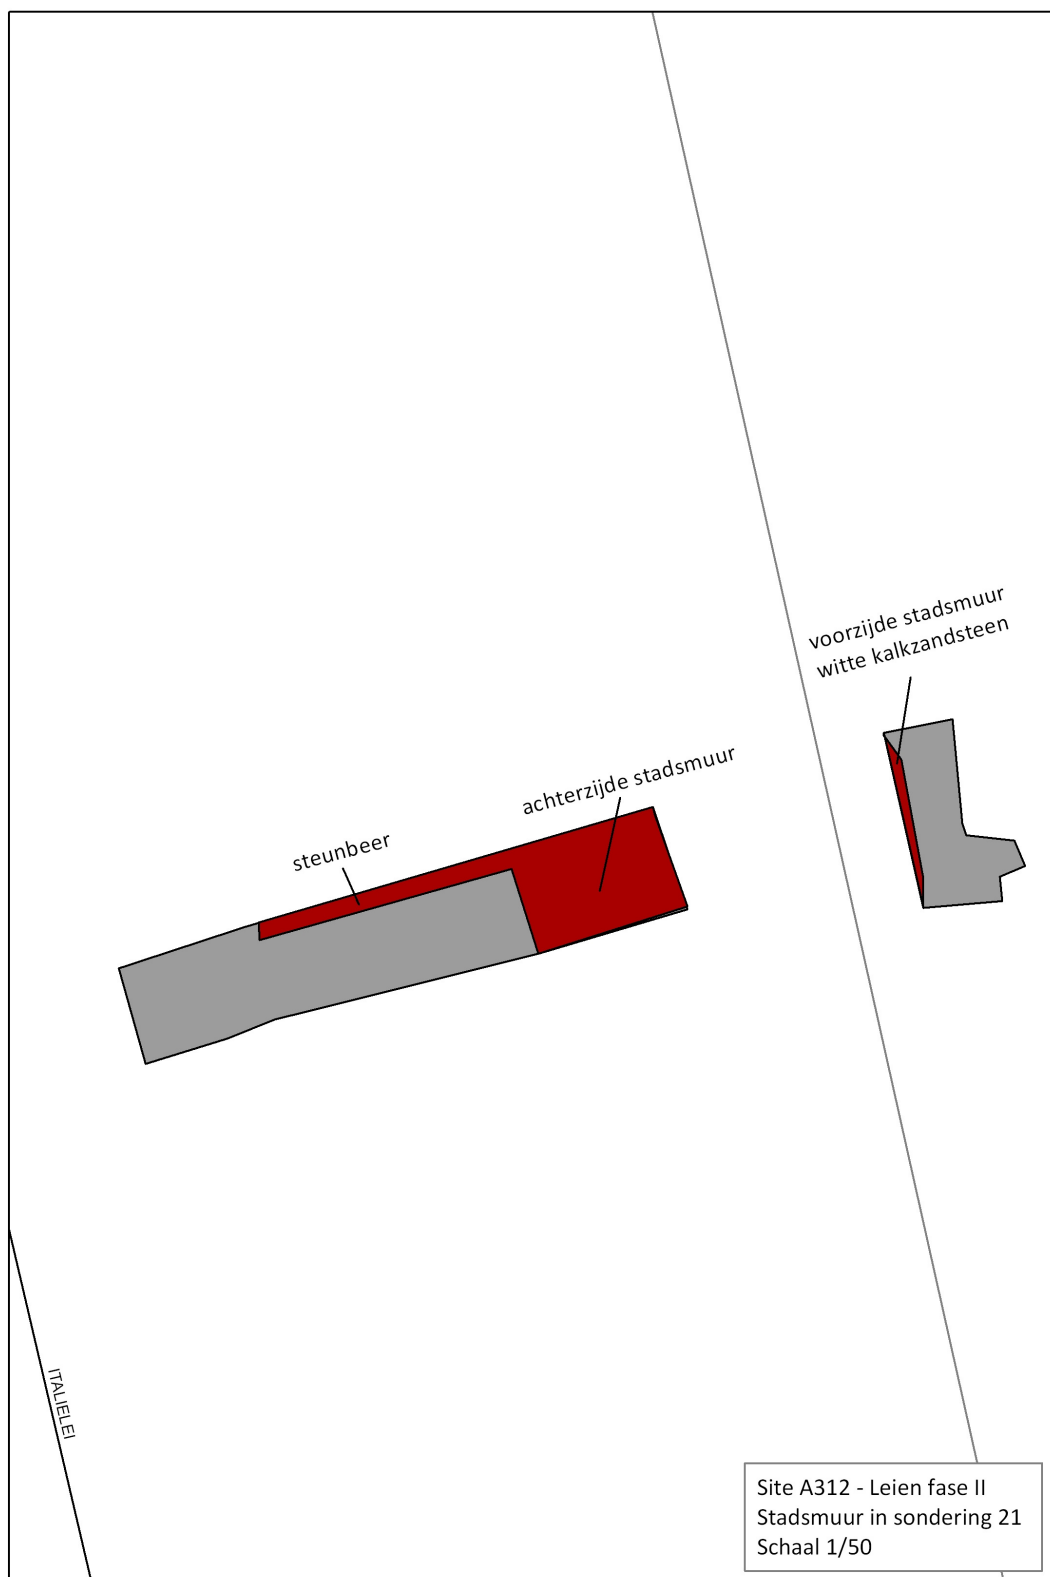 voorzijde stadsmuur
witte kalkzandsteen
achterzijde stadsmuur
steunbeer
ITALIELEI
Site A312 - Leien fase II
Stadsmuur in sondering 21
Schaal 1/50